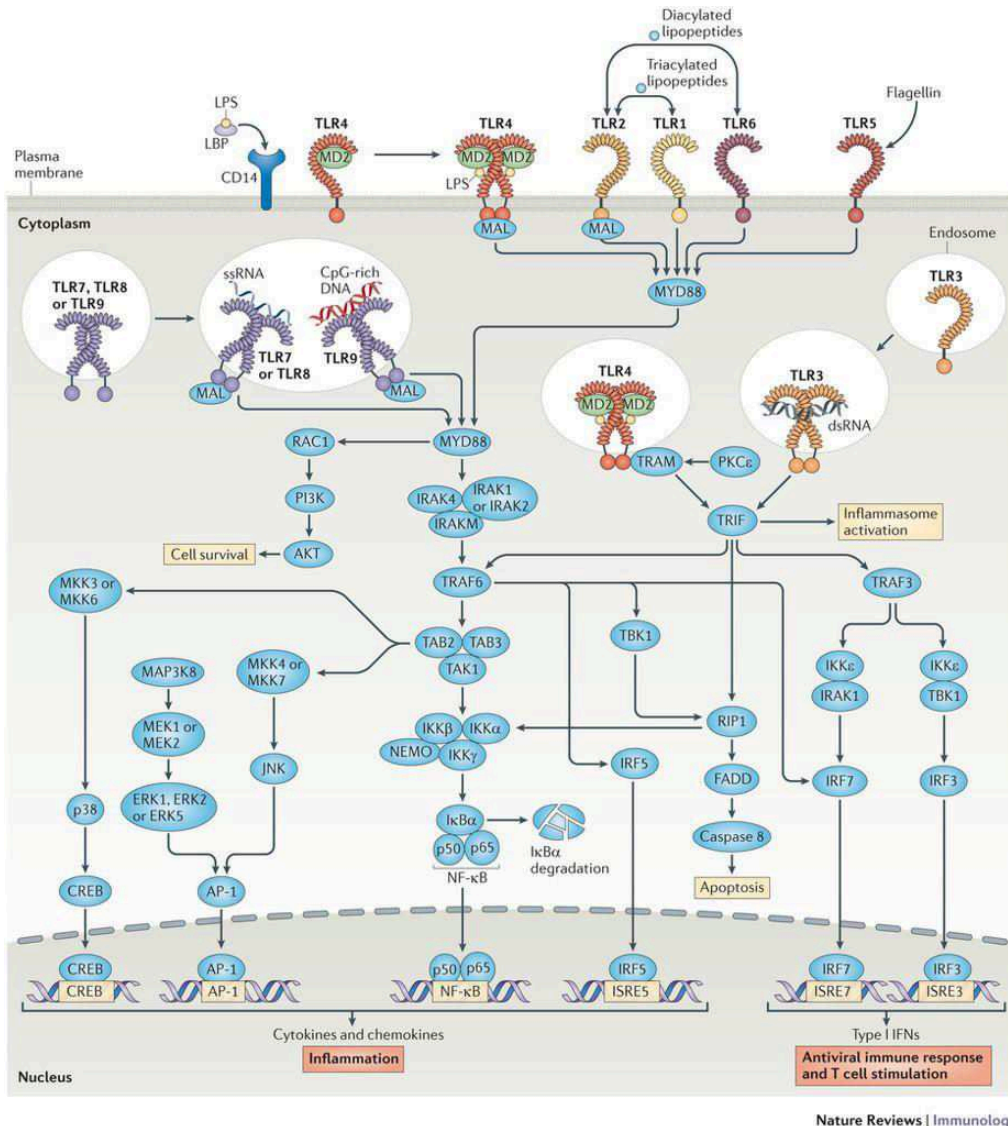 Diacylated
lipopeptides
Triacylated
lipopeptides
LPS
LBP
CD14
TLR4
MD2
TLR4
MD2
MD2
LPS
TLR2
TLR1
TLR6
TLR5
Flagellin
Plasma
membrane
Cytoplasm
MAL
MAL
MYD88
Endosome
TLR3
TLR7, TLR8
or TLR9
ssRNA
CpG-rich
DNA
TLR7
or TLR8
TLR9
MAL
MAL
TLR4
MD2
MD2
TLR3
dsRNA
RAC1
MYD88
TRAM
PKCε
PI3K
IRAK4
IRAK1
or IRAK2
IRAKM
TRIF
Inflammasome
activation
Cell survival
AKT
MKK3 or
MKK6
TRAF6
TRAF3
TAB2
TAB3
TAK1
TBK1
MAP3K8
MKK4 or
MKK7
IKKε
IRAK1
IKKε
TBK1
MEK1 or
MEK2
IKKβ
IKKα
NEMO
IKKγ
RIP1
JNK
IRF5
FADD
IRF7
IRF3
p38
ERK1, ERK2
or ERK5
IκBα
p50
p65
NF-κB
IκBα
degradation
Caspase 8
CREB
AP-1
Apoptosis
CREB
CREB
AP-1
AP-1
p50
p65
NF-κB
IRF5
ISRE5
IRF7
ISRE7
IRF3
ISRE3
Cytokines and chemokines
Inflammation
Type I IFNs
Antiviral immune response
and T cell stimulation
Nucleus
Nature Reviews |